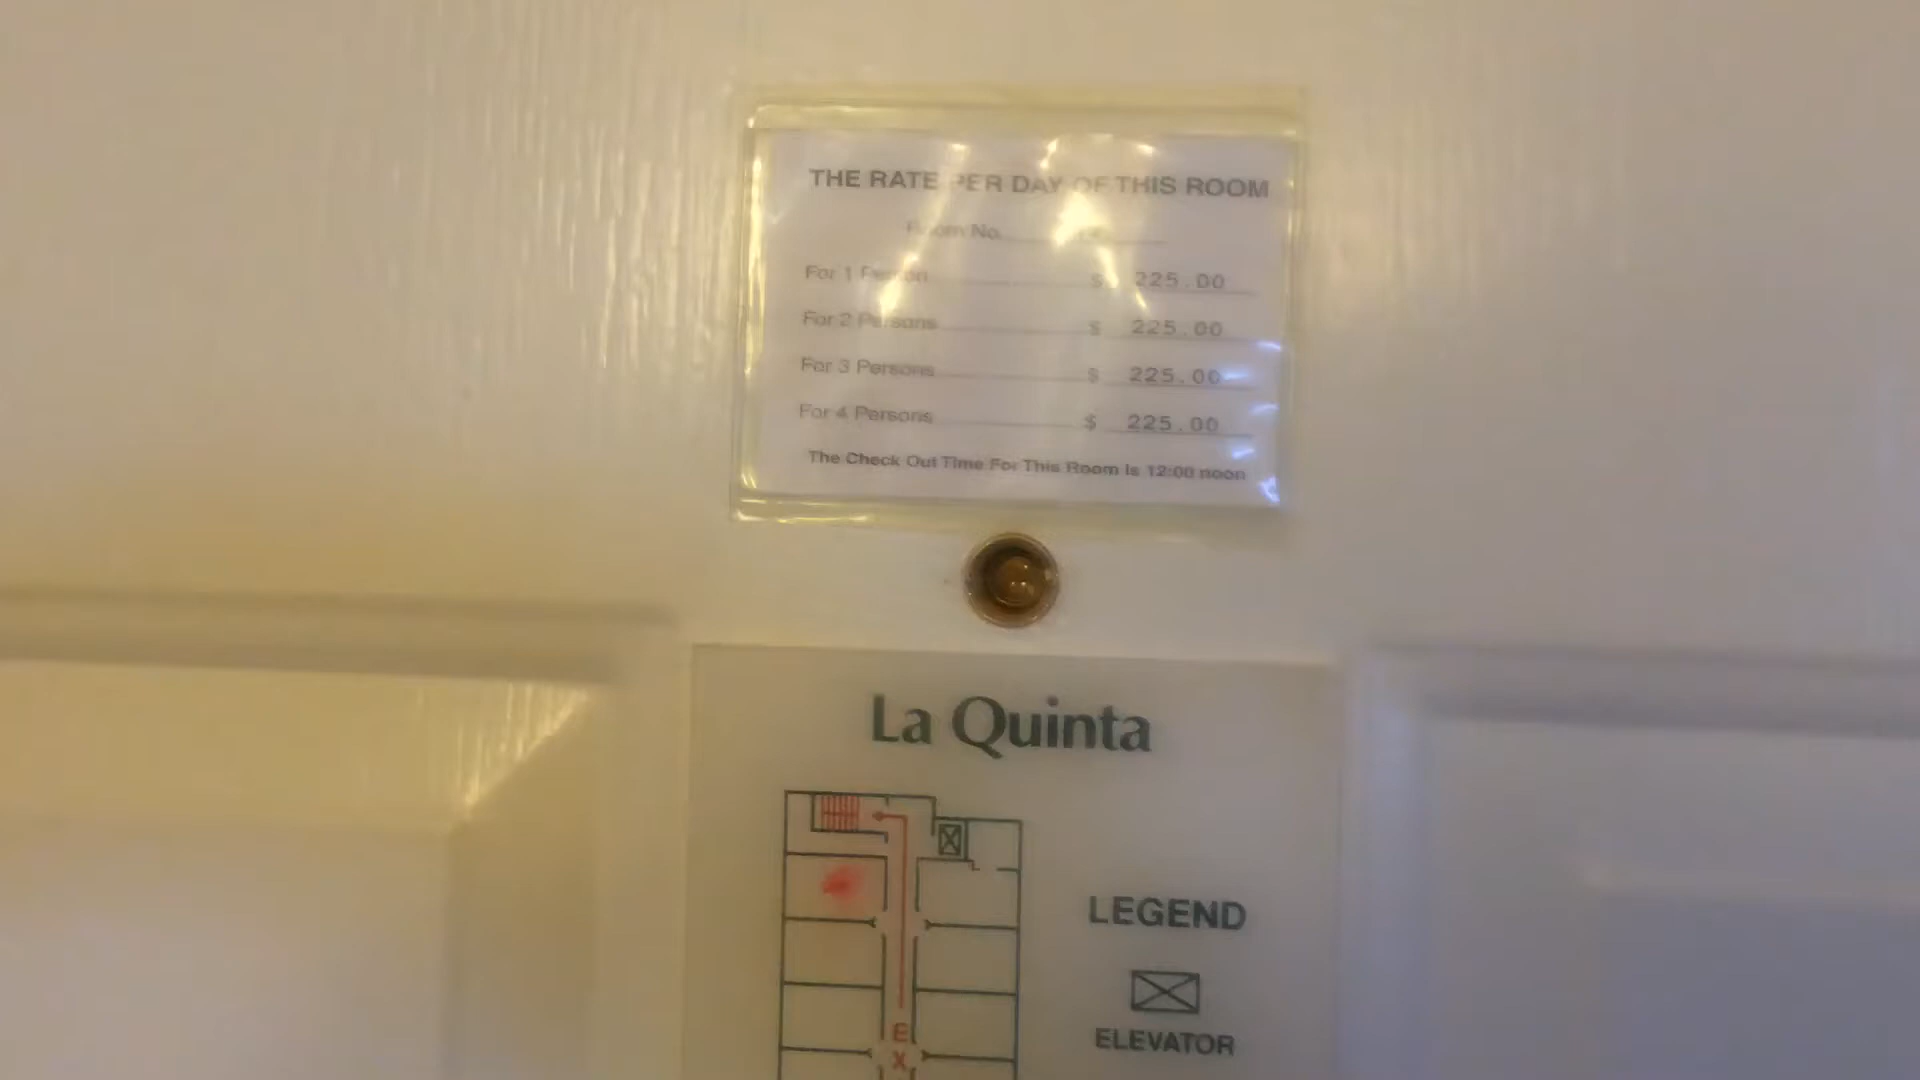 THE RATE PER DAY OF THIS ROOM
Room No.
For 1 Person $ 225.00
For 2 Persons $ 225.00
For 3 Persons $ 225.00
For 4 Persons $ 225.00
The Check Out Time For This Room Is 12:00 noon
La Quinta
LEGEND
ELEVATOR
E
X